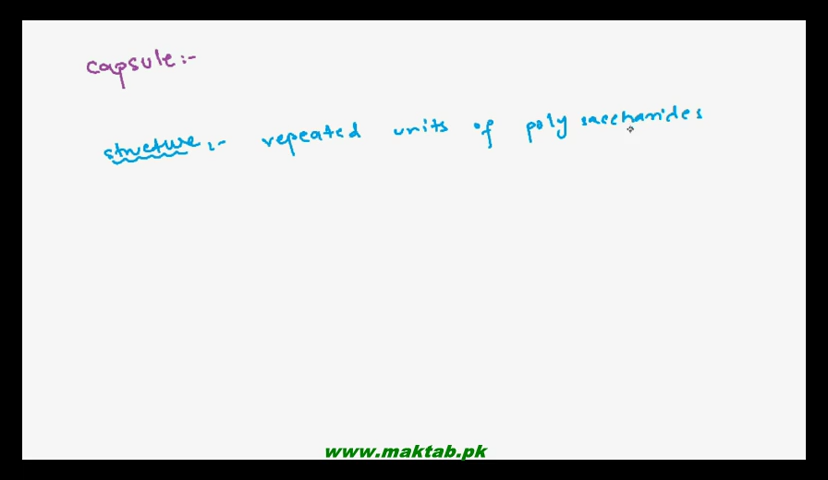 capsule:-
structure:- repeated units of poly saccharides
www.maktab.pk